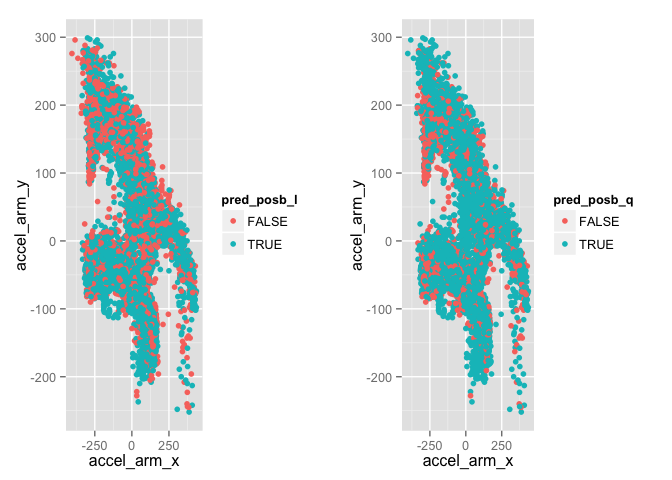 300
200
100
0
-100
-200
accel_arm_y
-250 0 250
accel_arm_x
pred_posb_l
FALSE
TRUE
300
200
100
0
-100
-200
accel_arm_y
-250 0 250
accel_arm_x
pred_posb_q
FALSE
TRUE